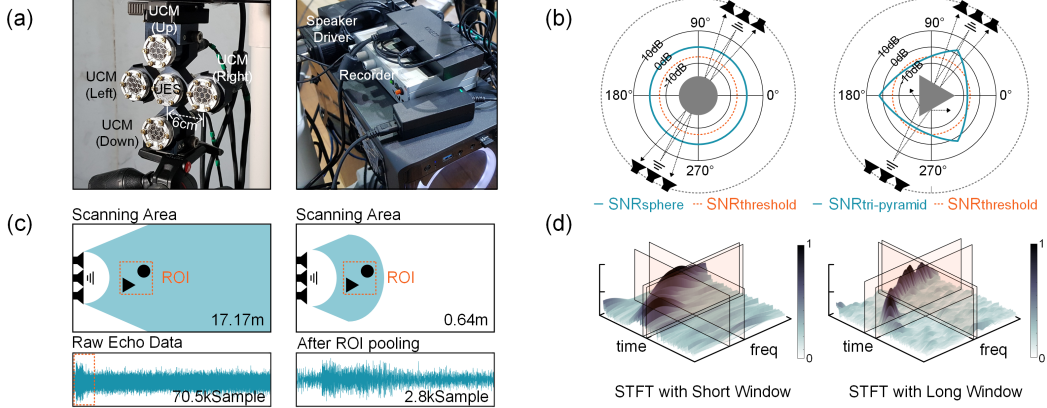 (a)
UCM
(Up)
UCM
(Left)
UES
UCM
(Right)
6cm
UCM
(Down)
Speaker
Driver
Recorder
(b)
90°
10dB
0dB
-10dB
180°
0°
270°
SNRsphere
SNRthreshold
90°
10dB
0dB
-10dB
180°
0°
270°
SNRtri-pyramid
SNRthreshold
(c)
Scanning Area
ROI
17.17m
Raw Echo Data
70.5kSample
Scanning Area
ROI
0.64m
After ROI pooling
2.8kSample
(d)
1
0
time
freq
STFT with Short Window
1
0
time
freq
STFT with Long Window